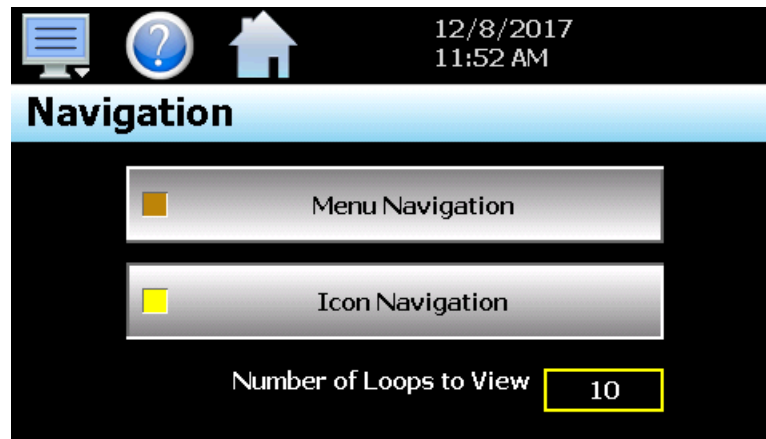 12/8/2017
11:52 AM
Navigation
Menu Navigation
Icon Navigation
Number of Loops to View 10